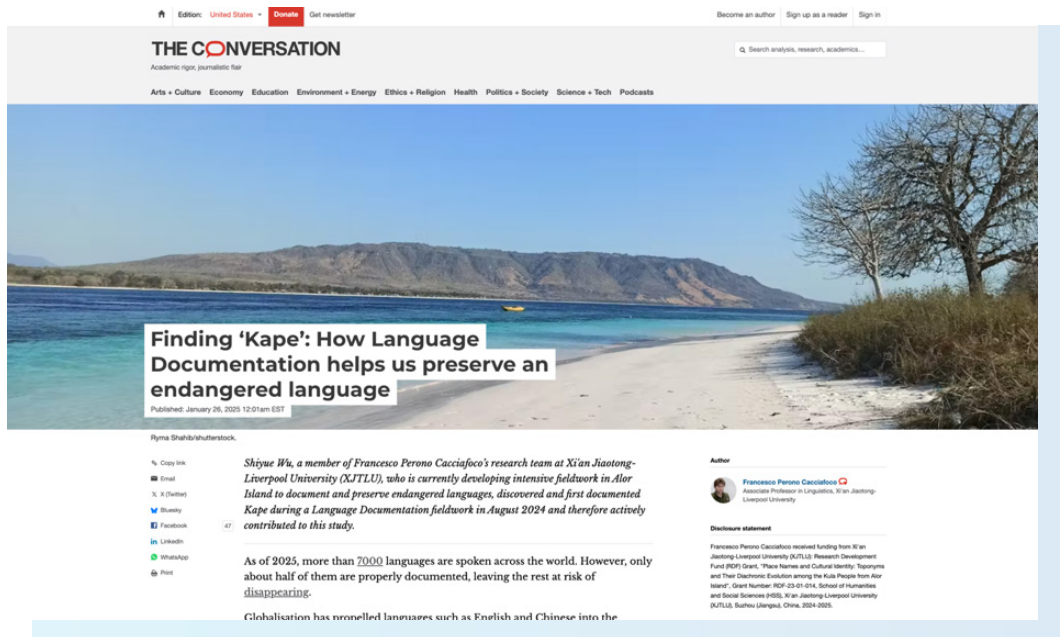 Edition: United States Donate Get newsletter Become an author Sign up as a reader Sign in
THE CONVERSATION
Search analysis, research, academics...
Academic rigor, journalistic flair
Arts + Culture Economy Education Environment + Energy Ethics + Religion Health Politics + Society Science + Tech Podcasts
Finding ‘Kape’: How Language
Documentation helps us preserve an
endangered language
Published: January 26, 2025 12:01am EST
Ryma Shahib/shutterstock.
Copy link
Email
X (Twitter)
Bluesky
Facebook 47
LinkedIn
WhatsApp
Print
Shiyue Wu, a member of Francesco Perono Cacciafoco’s research team at Xi’an Jiaotong-
Liverpool University (XJTLU), who is currently developing intensive fieldwork in Alor
Island to document and preserve endangered languages, discovered and first documented
Kape during a Language Documentation fieldwork in August 2024 and therefore actively
contributed to this study.
As of 2025, more than 7000 languages are spoken across the world. However, only
about half of them are properly documented, leaving the rest at risk of
disappearing.
Globalisation has propelled languages such as English and Chinese into the
Author
Francesco Perono Cacciafoco
Associate Professor in Linguistics, Xi'an Jiaotong-
Liverpool University
Disclosure statement
Francesco Perono Cacciafoco received funding from Xi'an
Jiaotong-Liverpool University (XJTLU): Research Development
Fund (RDF) Grant, "Place Names and Cultural Identity: Toponyms
and Their Diachronic Evolution among the Kula People from Alor
Island", Grant Number: RDF-23-01-014, School of Humanities
and Social Sciences (HSS), Xi'an Jiaotong-Liverpool University
(XJTLU), Suzhou (Jiangsu), China, 2024-2025.